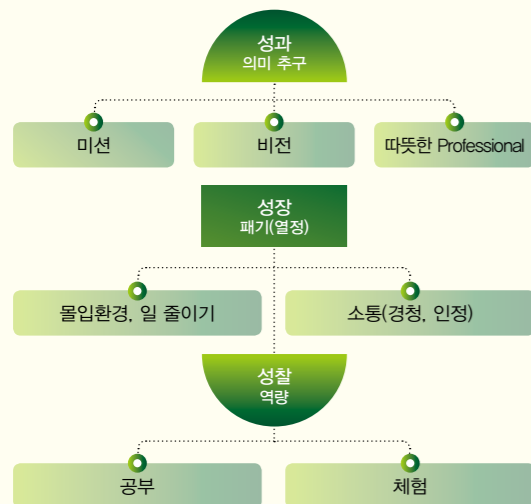 성과
의미 추구
미션
비전
따뜻한 Professional
성장
패기(열정)
몰입환경, 일 줄이기
소통(경청, 인정)
성찰
역량
공부
체험